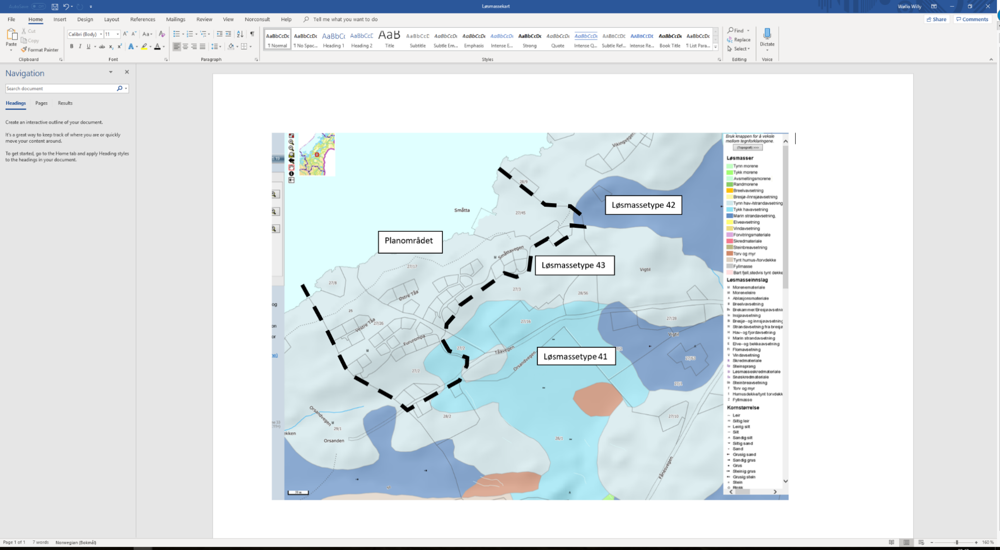 AutoSave Off
Løsmassekart
Wøllo Willy
File Home Insert Design Layout References Mailings Review View Norconsult Help Tell me what you want to do
Share Comments
Paste
Cut
Copy
Format Painter
Calibri (Body) 11
AaBbCcDc AaBbCcDc AaBbCc AaBbCcC AaB AaBbCcD AaBbCcDc AaBbCcDc AaBbCcDc AaBbCcDc AaBbCcDc AaBbCcDc AaBbCcDc AaBbCcDc AaBbCcDc AaBbCcDc
¶ Normal ¶ No Spac... Heading 1 Heading 2 Title Subtitle Subtle Em... Emphasis Intense E... Strong Quote Intense Q... Subtle Ref... Intense Re... Book Title ¶ List Para...
Find
Replace
Select
Dictate
Clipboard Font Paragraph Styles Editing Voice
Navigation
Search document
Headings Pages Results
Create an interactive outline of your document.
It's a great way to keep track of where you are or quickly
move your content around.
To get started, go to the Home tab and apply Heading styles
to the headings in your document.
Vikingvegen
28/9
Løsmassetype 42
Småtta
27/45
Planområdet
Småttavegen
Løsmassetype 43
27/17
Vigtil
27/8
27/3
28/56
Østre Tåa
25
27/26
Vestre Tåa
27/16
27/28
Vigtil
Fururompa
27/2
Tåavegen
Orsandvegen
Løsmassetype 41
27/63
27/2
27/1
Orsandvegen
28/2
27/10
29/1
ekken
Orsanden
28/1
Fånesvegen
og
on
or
ne)
Bruk knappen for å veksle
mellom tegnforklaringene.
(Topografi) >>>
Løsmasser
Tynn morene
Tykk morene
Avsmeltingsmorene
Randmorene
Breelvavsetning
Bresjø-/innsjøavsetning
Tynn hav-/strandavsetning
Tykk havavsetning
Marin strandavsetning,
Elveavsetning
Vindavsetning
Forvitringsmateriale
Skredmateriale
Steinbreavsetning
Torv og myr
Tynt humus-/torvdekke
Fyllmasse
Bart fjell,stedvis tynt dekke
Løsmasseinnslag
Morenemateriale
Moreneleire
Ablasjonsmateriale
Breelvavsetning
Brekammer/Bresjøavsetnin
Innsjøavsetning
Bresjø- og innsjøavsetning
Strandavsetning fra bresjø
Hav- og fjordavsetning
Marin strandavsetning
Elve- og bekkeavsetning
Flomavsetning
Vindavsetning
Skredmateriale
Steinsprang
Løsmasseskredmateriale
Snøskredmateriale
Steinbreavsetning
T Torv og myr
Humusdekke/tynt torvdekk
Z Fyllmasse
Kornstørrelse
Leir
Siltig leir
Leirig silt
Silt
Sandig silt
Siltig sand
Sand
Grusig sand
Sandig grus
Grus
Steinig grus
Grusig stein
Stein
Blokk
Page 1 of 1 7 words Norwegian (Bokmål)
160 %